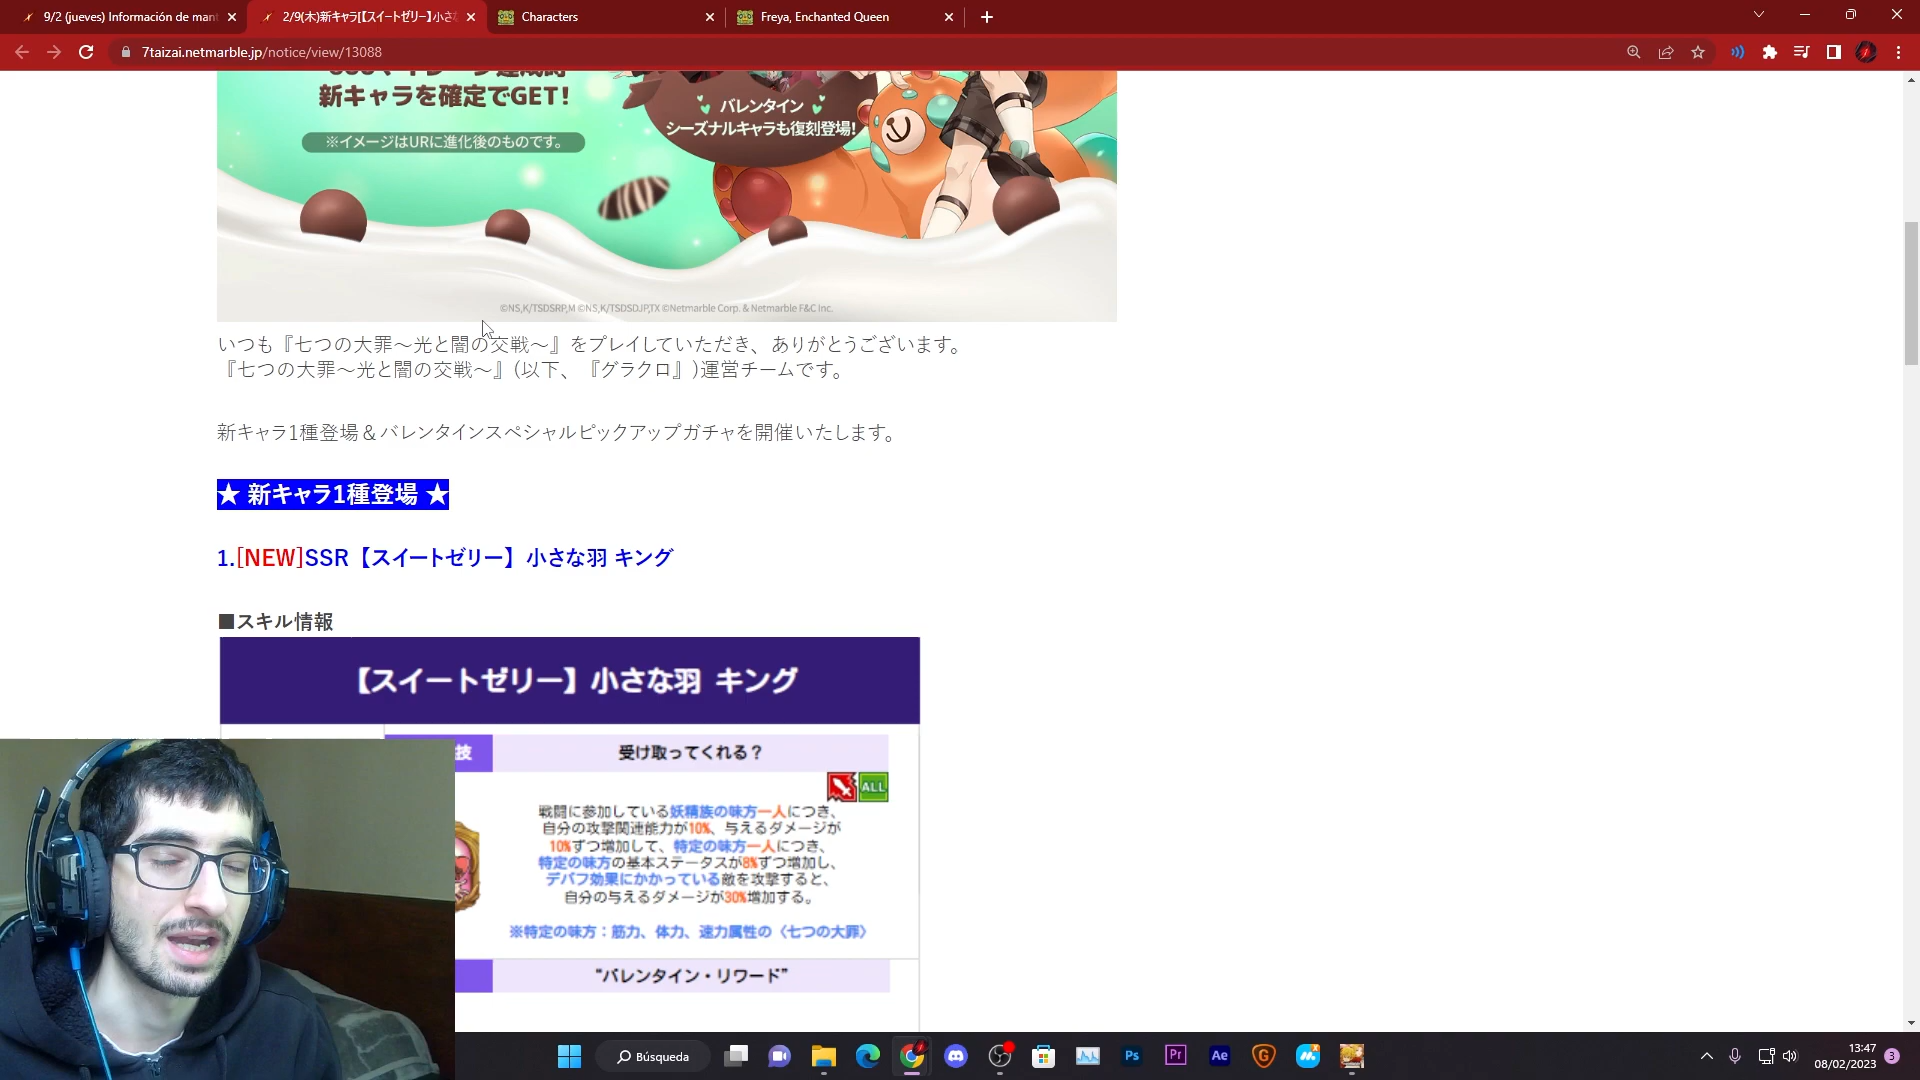 9/2 (jueves) Información de mant
2/9(木)新キャラ[【スイートゼリー】小さな
Characters
Freya, Enchanted Queen
7taizai.netmarble.jp/notice/view/13088
新キャラを確定でGET!
※イメージはURに進化後のものです。
バレンタイン
シーズナルキャラも復刻登場!
©NS,K/TSDSRP,M ©NS,K/TSDSDJP,TX ©Netmarble Corp. & Netmarble F&C Inc.
いつも『七つの大罪～光と闇の交戦～』をプレイしていただき、ありがとうございます。
『七つの大罪～光と闇の交戦～』(以下、『グラクロ』)運営チームです。
新キャラ1種登場＆バレンタインスペシャルピックアップガチャを開催いたします。
★ 新キャラ1種登場 ★
1.[NEW]SSR【スイートゼリー】小さな羽 キング
■スキル情報
【スイートゼリー】小さな羽 キング
技
受け取ってくれる？
ALL
戦闘に参加している妖精族の味方一人につき、
自分の攻撃関連能力が10%、与えるダメージが
10%ずつ増加して、特定の味方一人につき、
特定の味方の基本ステータスが8%ずつ増加し、
デバフ効果にかかっている敵を攻撃すると、
自分の与えるダメージが30%増加する。
※特定の味方：筋力、体力、速力属性の〈七つの大罪〉
“バレンタイン・リワード”
Búsqueda
Ps
Pr
Ae
13:47
08/02/2023
3